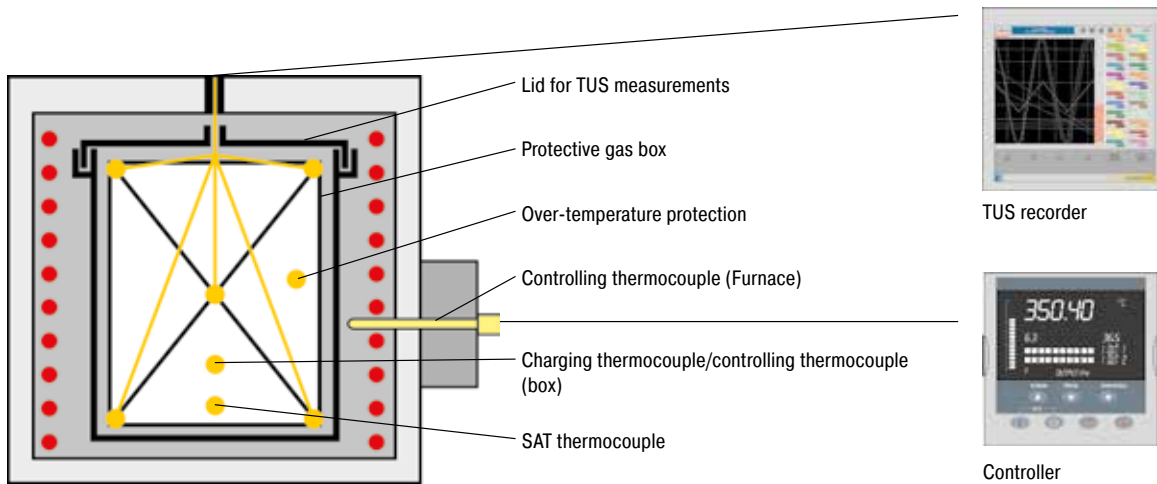 Lid for TUS measurements
Protective gas box
Over-temperature protection
Controlling thermocouple (Furnace)
Charging thermocouple/controlling thermocouple
(box)
SAT thermocouple
TUS recorder
350.40 °C
Controller